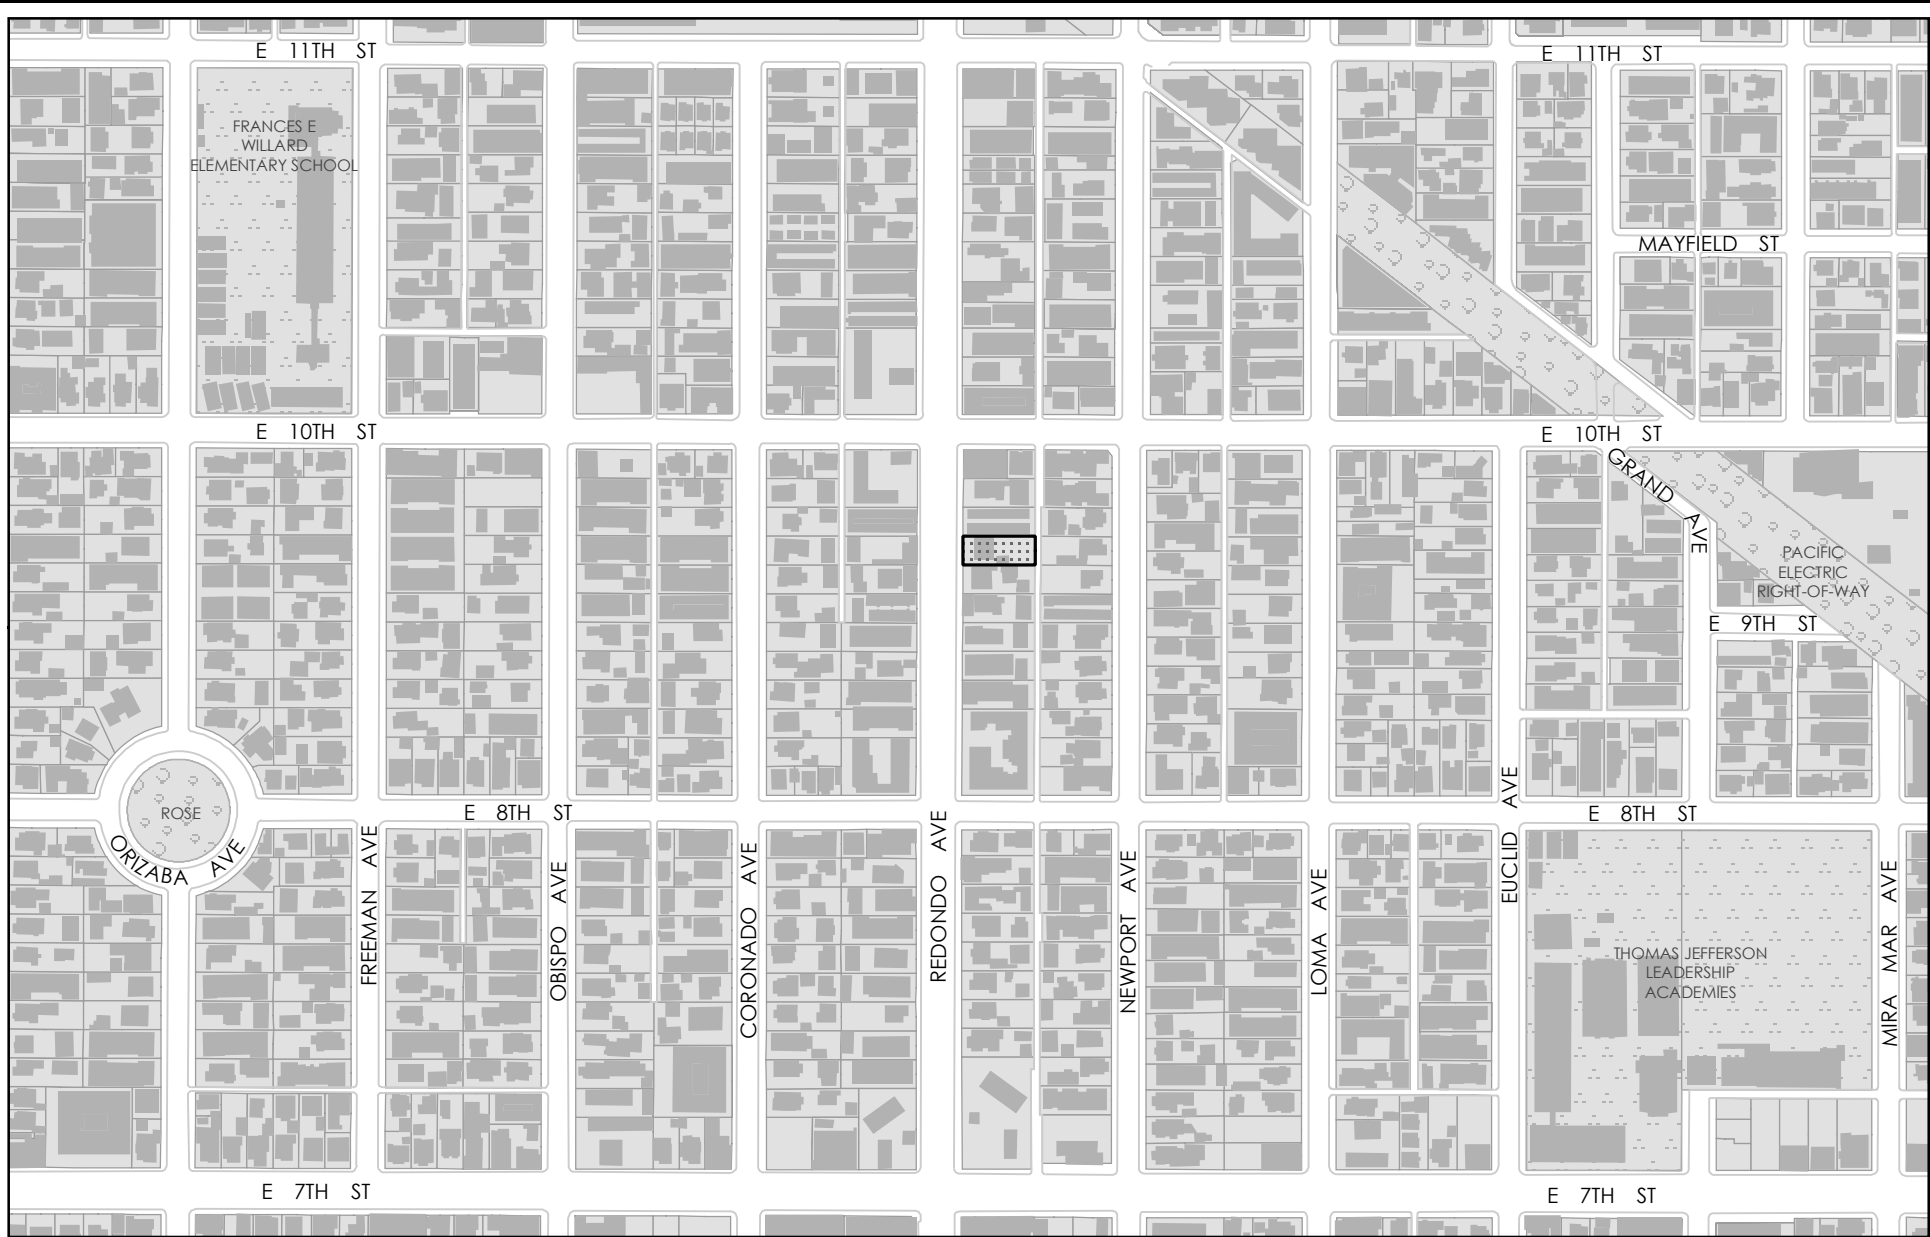 E 11TH ST
E 11TH ST
FRANCES E
WILLARD
ELEMENTARY SCHOOL
MAYFIELD ST
E 10TH ST
E 10TH ST
GRAND AVE
PACIFIC
ELECTRIC
RIGHT-OF-WAY
E 9TH ST
ROSE
ORIZABA AVE
E 8TH ST
E 8TH ST
FREEMAN AVE
OBISPO AVE
CORONADO AVE
REDONDO AVE
NEWPORT AVE
LOMA AVE
EUCLID AVE
THOMAS JEFFERSON
LEADERSHIP
ACADEMIES
MIRA MAR AVE
E 7TH ST
E 7TH ST